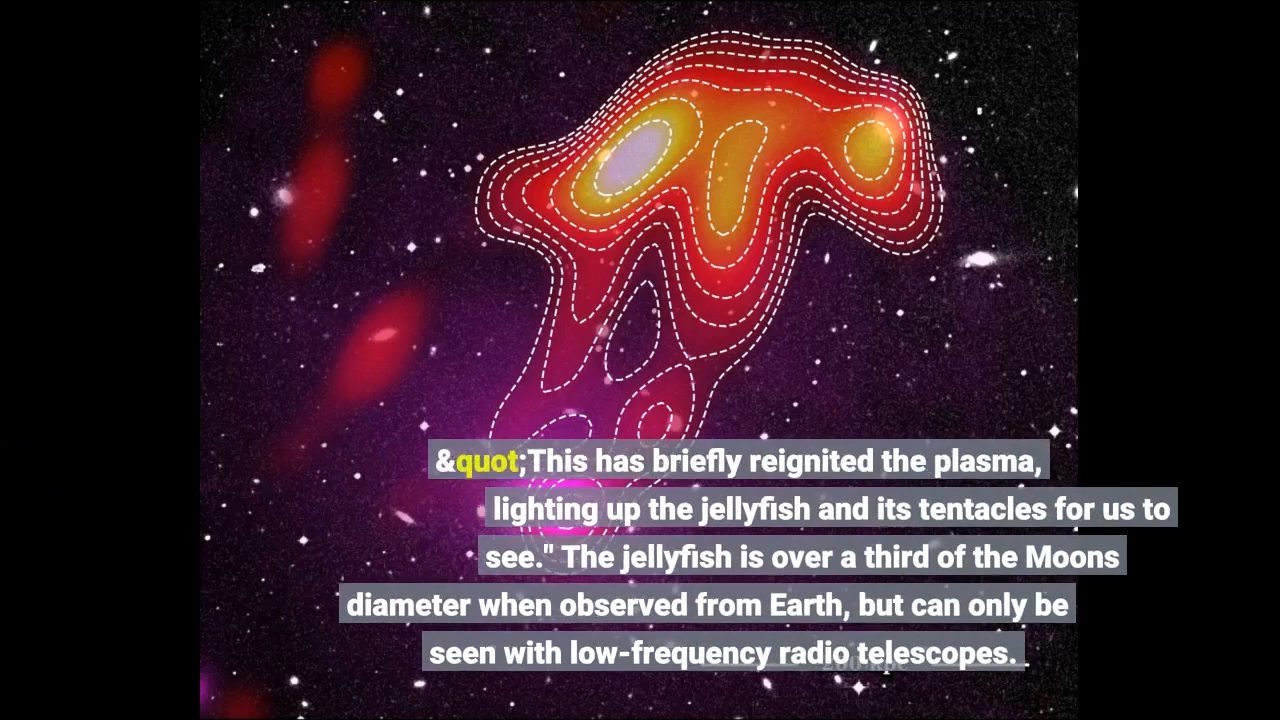 &quot;This has briefly reignited the plasma,
lighting up the jellyfish and its tentacles for us to
see." The jellyfish is over a third of the Moons
diameter when observed from Earth, but can only be
seen with low-frequency radio telescopes.